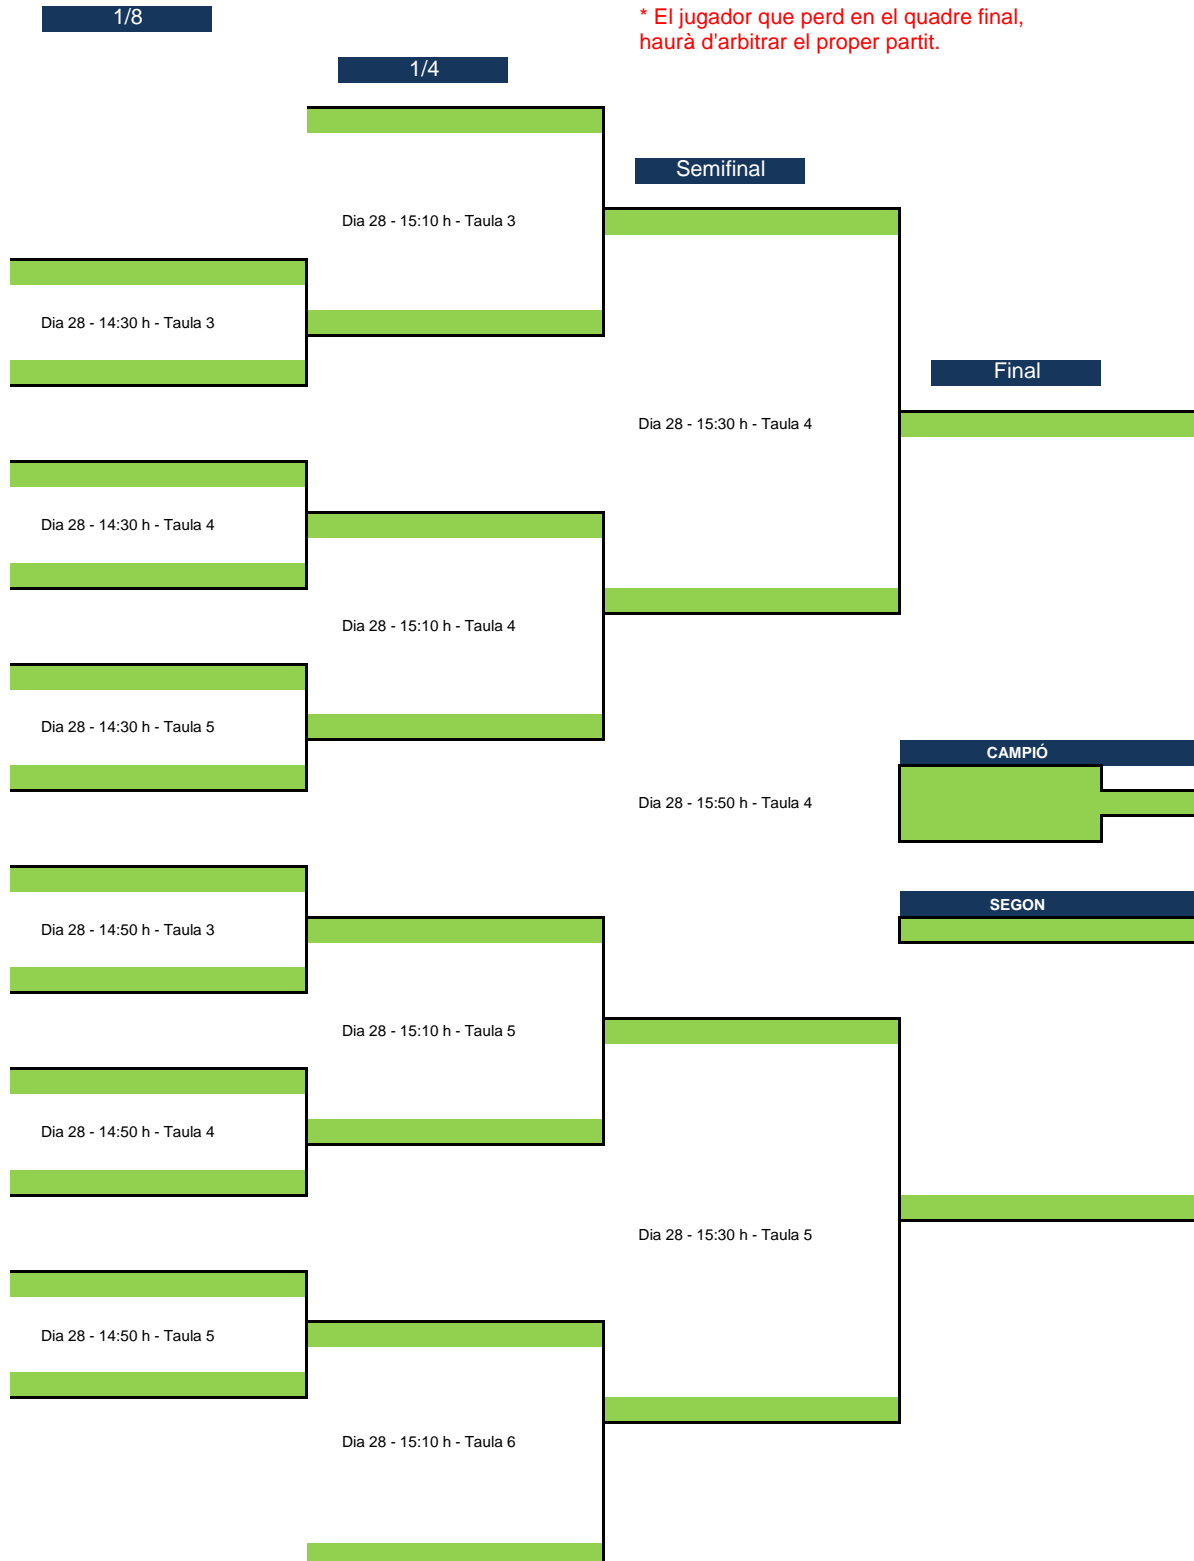 1/8
* El jugador que perd en el quadre final,
haurà d'arbitrar el proper partit.
1/4
Semifinal
Dia 28 - 15:10 h - Taula 3
Dia 28 - 14:30 h - Taula 3
Final
Dia 28 - 15:30 h - Taula 4
Dia 28 - 14:30 h - Taula 4
Dia 28 - 15:10 h - Taula 4
Dia 28 - 14:30 h - Taula 5
CAMPIÓ
Dia 28 - 15:50 h - Taula 4
SEGON
Dia 28 - 14:50 h - Taula 3
Dia 28 - 15:10 h - Taula 5
Dia 28 - 14:50 h - Taula 4
Dia 28 - 15:30 h - Taula 5
Dia 28 - 14:50 h - Taula 5
Dia 28 - 15:10 h - Taula 6